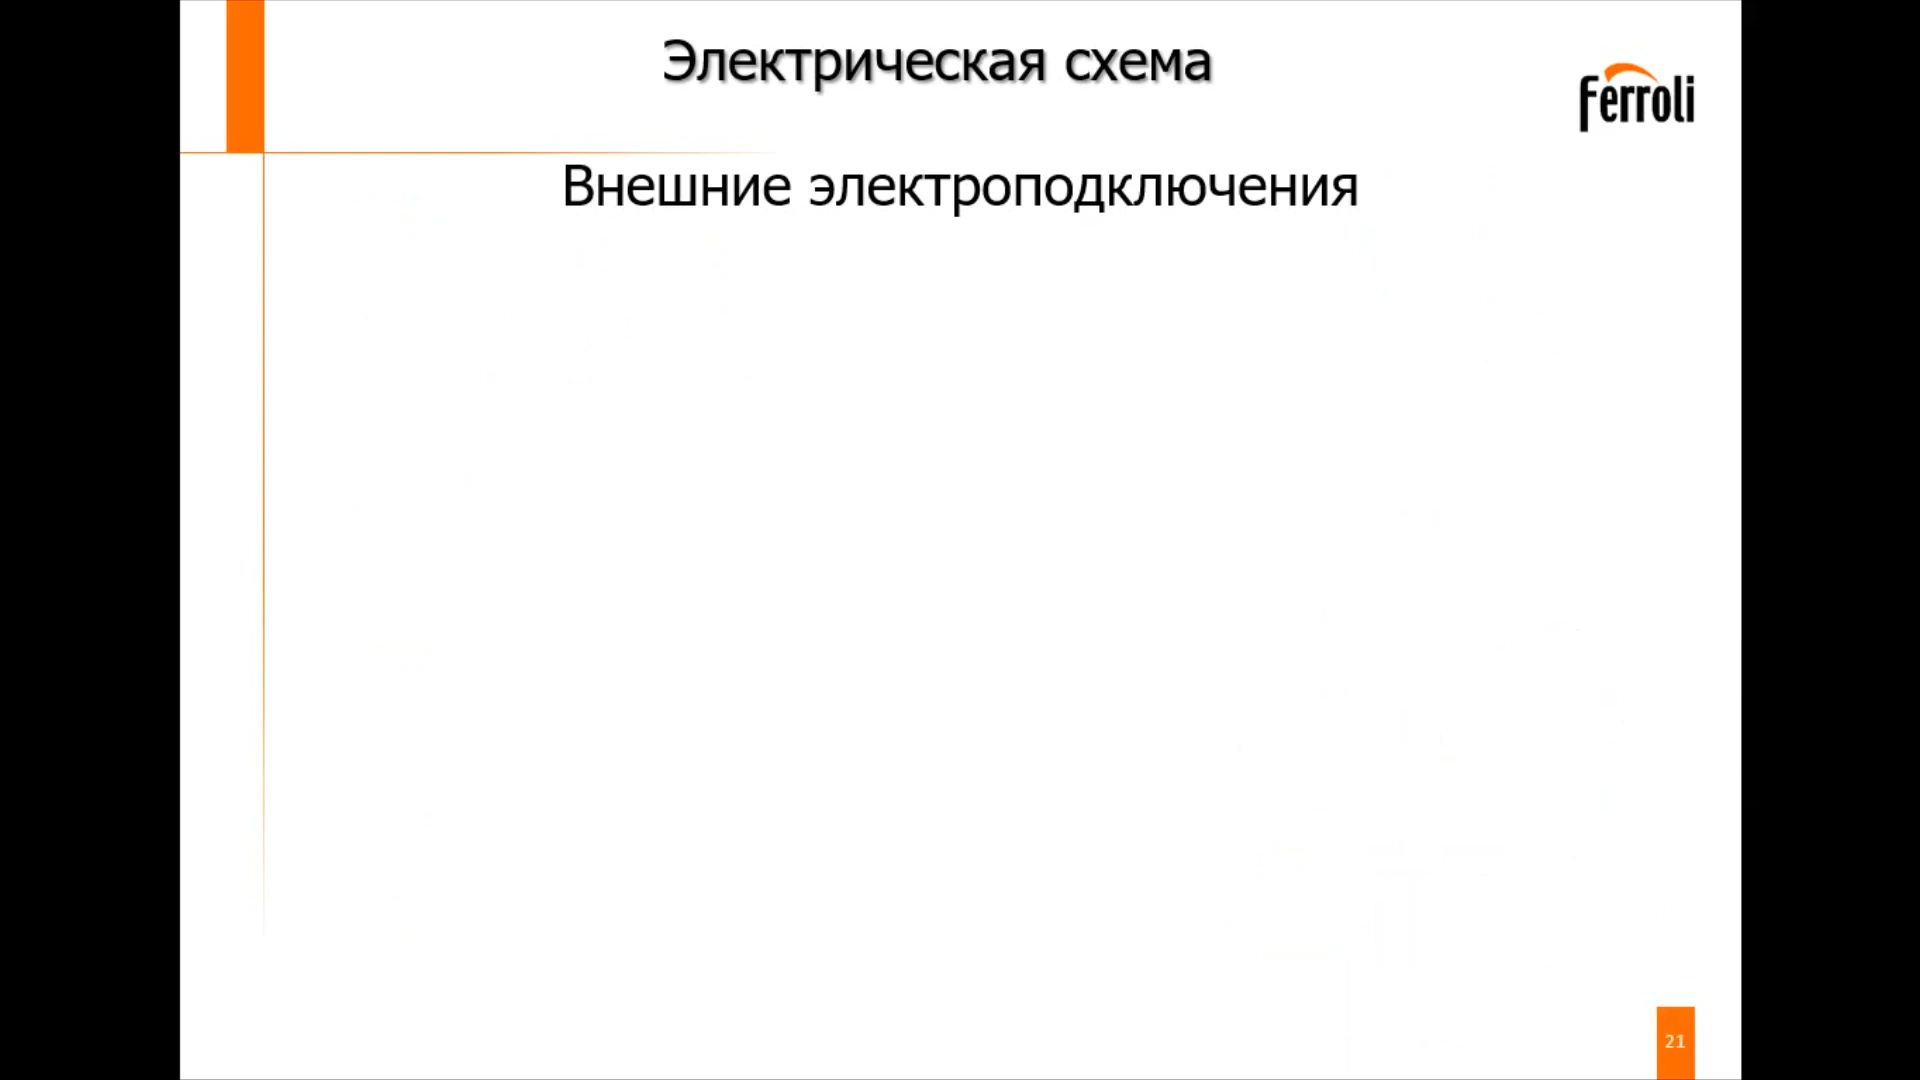 Электрическая схема
Ferroli
Внешние электроподключения
21